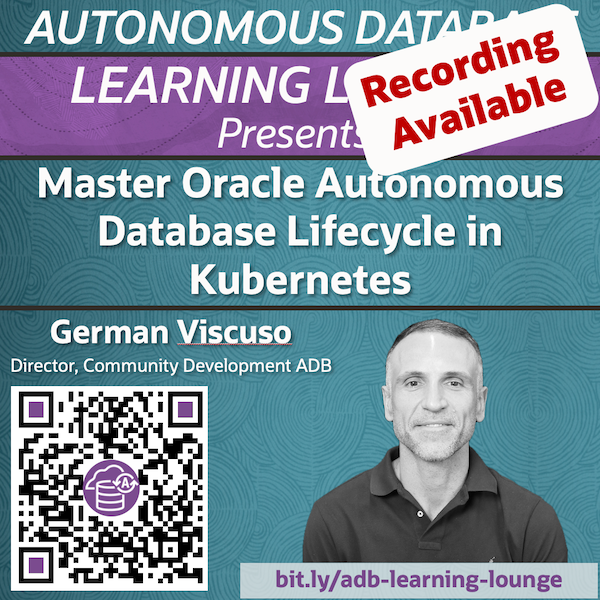 AUTONOMOUS DATABASE
LEARNING L
Presents
Recording
Available
Master Oracle Autonomous
Database Lifecycle in
Kubernetes
German Viscuso
Director, Community Development ADB
A
bit.ly/adb-learning-lounge